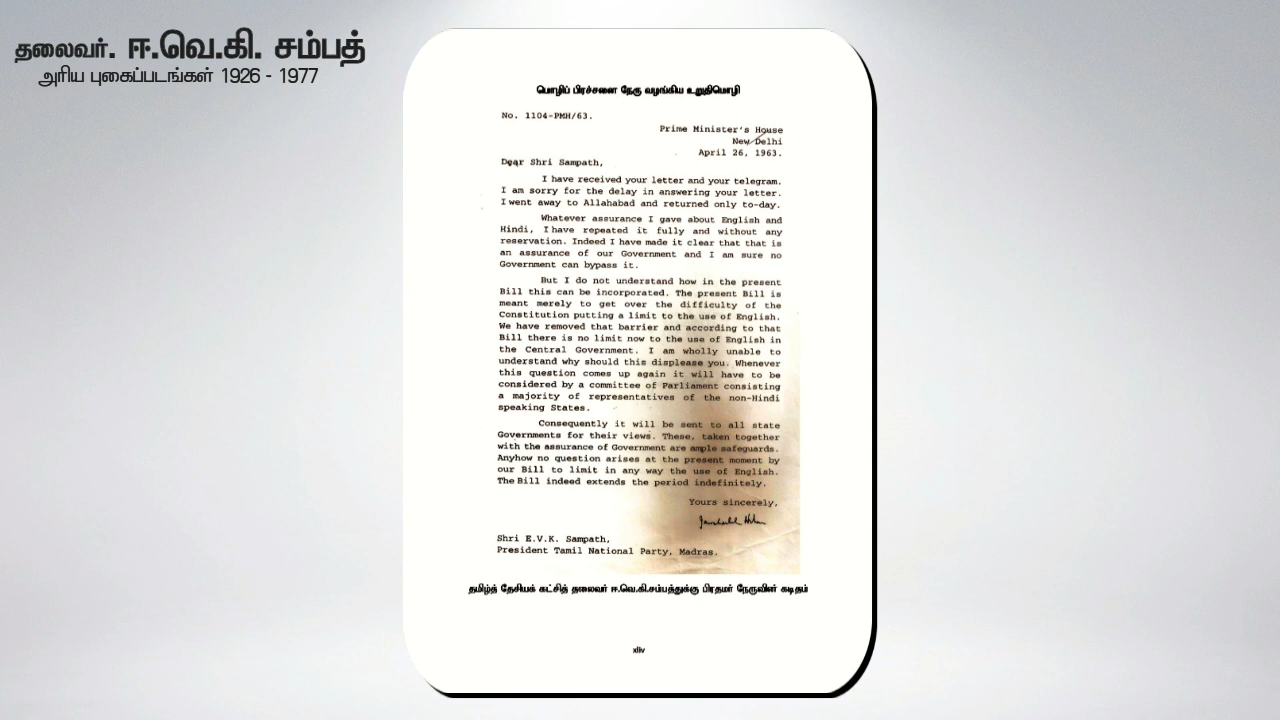 தலைவர். ஈ.வெ.கி. சம்பத்
அரிய புகைப்படங்கள் 1926 - 1977
மொழிப் பிரச்சனை நேரு வழங்கிய உறுதிமொழி
No. 1104-PMH/63.
Prime Minister's House
New Delhi
April 26, 1963.
Dear Shri Sampath,
I have received your letter and your telegram.
I am sorry for the delay in answering your letter.
I went away to Allahabad and returned only to-day.
Whatever assurance I gave about English and
Hindi, I have repeated it fully and without any
reservation. Indeed I have made it clear that that is
an assurance of our Government and I am sure no
Government can bypass it.
But I do not understand how in the present
Bill this can be incorporated. The present Bill is
meant merely to get over the difficulty of the
Constitution putting a limit to the use of English.
We have removed that barrier and according to that
Bill there is no limit now to the use of English in
the Central Government. I am wholly unable to
understand why should this displease you. Whenever
this question comes up again it will have to be
considered by a committee of Parliament consisting
a majority of representatives of the non-Hindi
speaking States.
Consequently it will be sent to all state
Governments for their views. These, taken together
with the assurance of Government are ample safeguards.
Anyhow no question arises at the present moment by
our Bill to limit in any way the use of English.
The Bill indeed extends the period indefinitely.
Yours sincerely,
Jawaharlal Nehru
Shri E.V.K. Sampath,
President Tamil National Party, Madras.
தமிழ்த் தேசியக் கட்சித் தலைவர் ஈ.வெ.கி.சம்பத்துக்கு பிரதமர் நேருவின் கடிதம்
xliv